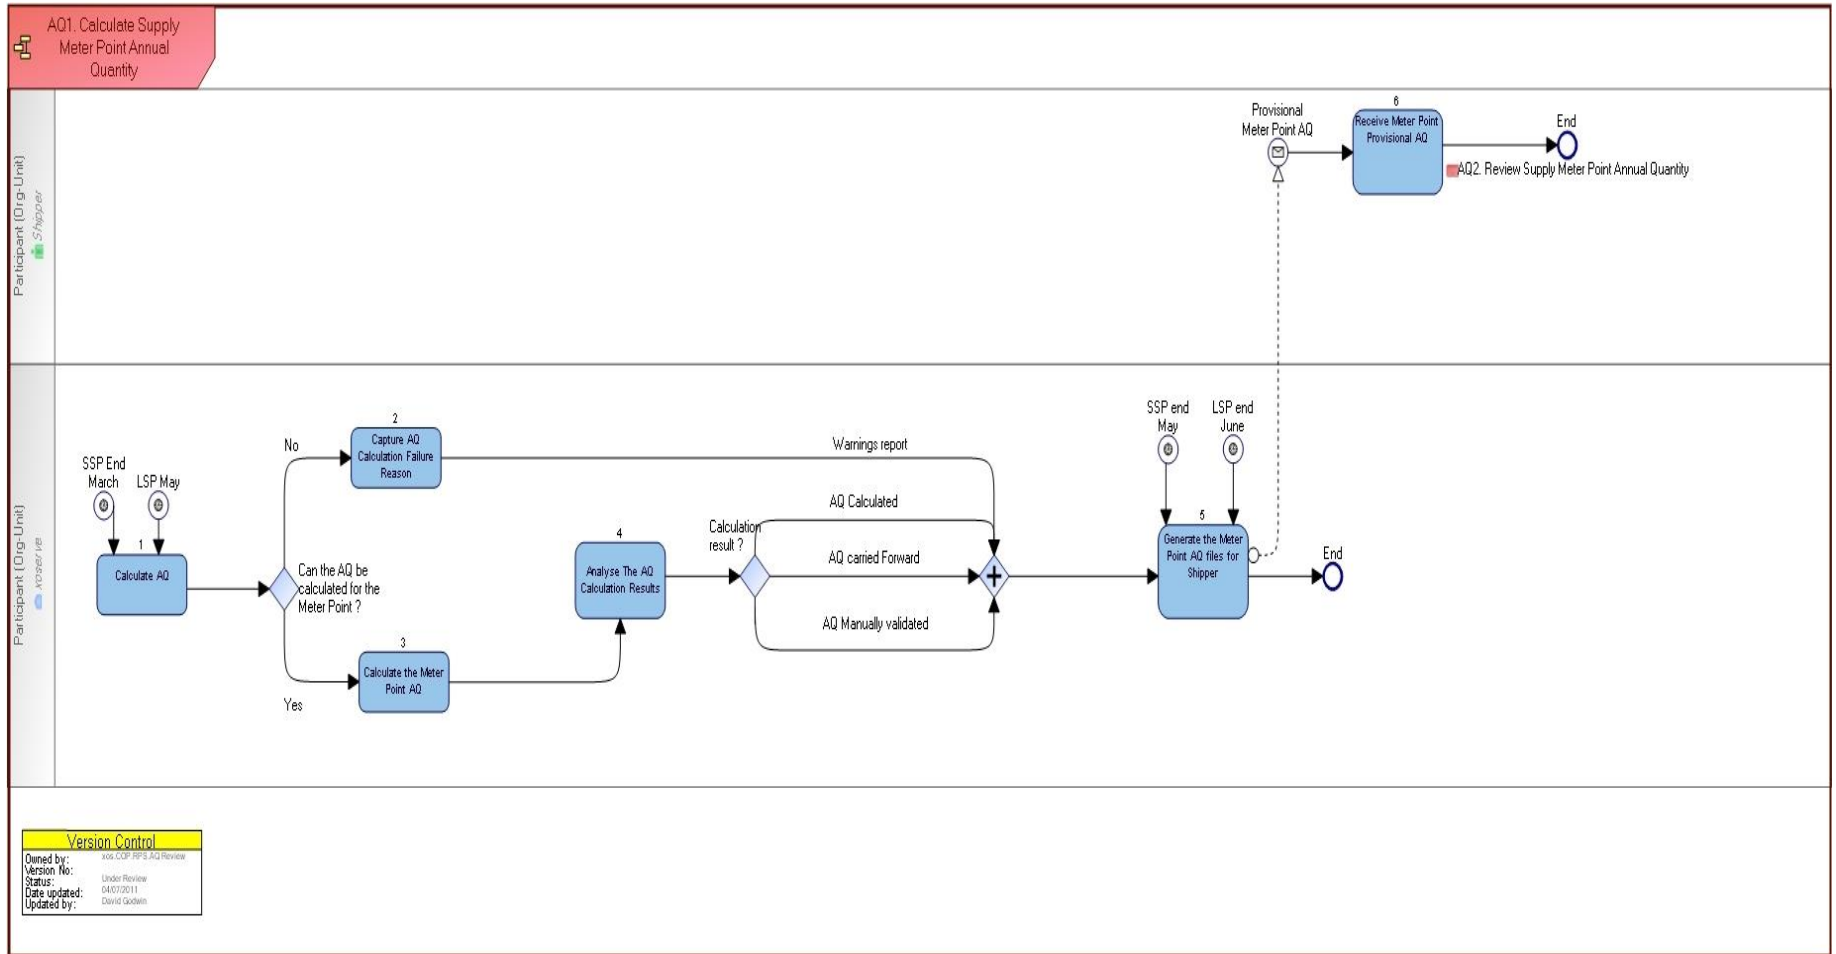 AQ1. Calculate Supply
Meter Point Annual
Quantity
Participant (Org-Unit)
Shipper
Provisional
Meter Point AQ
6
Receive Meter Point
Provisional AQ
End
AQ2. Review Supply Meter Point Annual Quantity
Participant (Org-Unit)
xoserve
SSP End
March
LSP May
1
Calculate AQ
Can the AQ be
calculated for the
Meter Point ?
No
2
Capture AQ
Calculation Failure
Reason
Yes
3
Calculate the Meter
Point AQ
4
Analyse The AQ
Calculation Results
Calculation
result ?
Warnings report
AQ Calculated
AQ carried Forward
AQ Manually validated
SSP end
May
LSP end
June
5
Generate the Meter
Point AQ files for
Shipper
End
Version Control
Owned by: xos.COP.RPS.AQ Review
Version No:
Status: Under Review
Date updated: 04/07/2011
Updated by: David Godwin